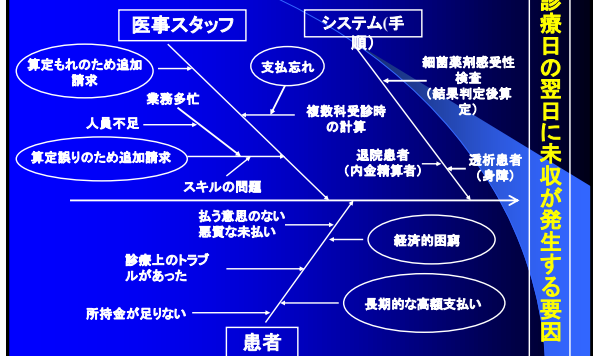 医事スタッフ
システム(手
順)
算定もれのため追加
請求
支払忘れ
細菌薬剤感受性
検査
(結果判定後算
定)
業務多忙
複数科受診時
の計算
人員不足
算定誤りのため追加請求
退院患者
(内金精算者)
透析患者
(身障)
スキルの問題
払う意思のない
悪質な未払い
経済的困窮
診療上のトラブ
ルがあった
長期的な高額支払い
所持金が足りない
患者
診療日の翌日に未収が発生する要因